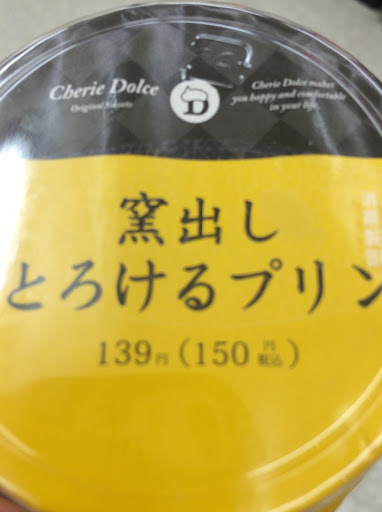 Cherie Dolce
Original Sweets
D
Cherie Dolce makes
you happy and comfortable
in your life.
窯出し
とろけるプリン
139円(150円税込)